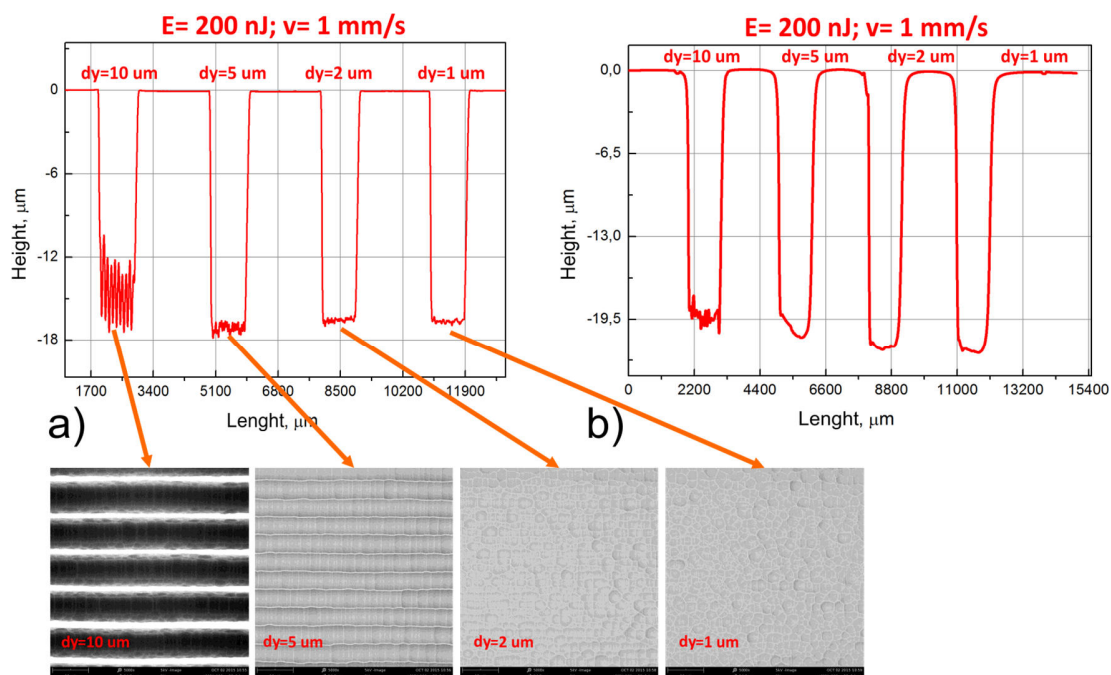 E= 200 nJ; v= 1 mm/s
dy=10 um dy=5 um dy=2 um dy=1 um
0
-6
-12
-18
Height, µm
1700 3400 5100 6800 8500 10200 11900
Lenght, µm
a)
E= 200 nJ; v= 1 mm/s
dy=10 um dy=5 um dy=2 um dy=1 um
0,0
-6,5
-13,0
-19,5
Height, µm
0 2200 4400 6600 8800 11000 13200 15400
Lenght, µm
b)
dy=10 um
dy=5 um
dy=2 um
dy=1 um